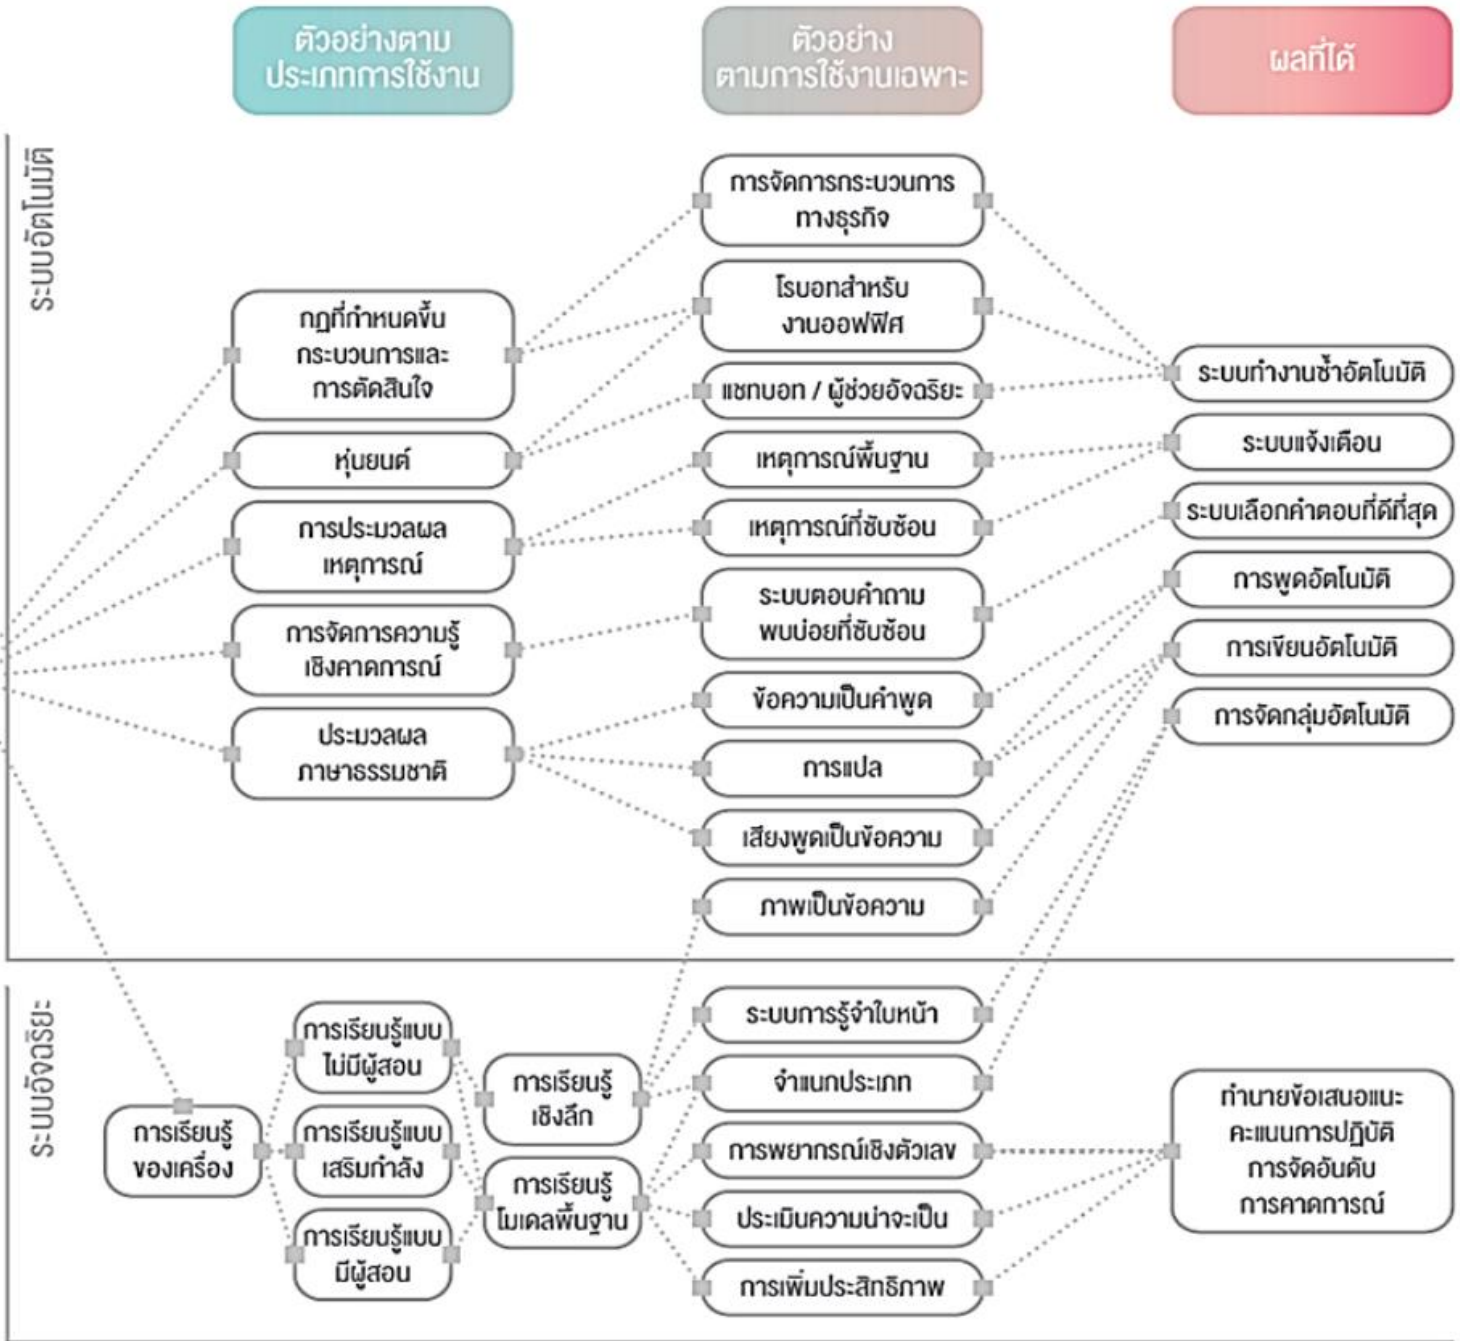 ตัวอย่างตาม
ประเภทการใช้งาน
ตัวอย่าง
ตามการใช้งานเฉพาะ
ผลที่ได้
ระบบอัตโนมัติ
กฎที่กำหนดขึ้น
กระบวนการและ
การตัดสินใจ
หุ่นยนต์
การประมวลผล
เหตุการณ์
การจัดการความรู้
เชิงคาดการณ์
ประมวลผล
ภาษาธรรมชาติ
การจัดการกระบวนการ
ทางธุรกิจ
โรบอทสำหรับ
งานออฟฟิศ
แชทบอท / ผู้ช่วยอัจฉริยะ
เหตุการณ์พื้นฐาน
เหตุการณ์ที่ซับซ้อน
ระบบตอบคำถาม
พบบ่อยที่ซับซ้อน
ข้อความเป็นคำพูด
การแปล
เสียงพูดเป็นข้อความ
ภาพเป็นข้อความ
ระบบทำงานซ้ำอัตโนมัติ
ระบบแจ้งเตือน
ระบบเลือกคำตอบที่ดีที่สุด
การพูดอัตโนมัติ
การเขียนอัตโนมัติ
การจัดกลุ่มอัตโนมัติ
ระบบอัจฉริยะ
การเรียนรู้
ของเครื่อง
การเรียนรู้แบบ
ไม่มีผู้สอน
การเรียนรู้แบบ
เสริมกำลัง
การเรียนรู้แบบ
มีผู้สอน
การเรียนรู้
เชิงลึก
การเรียนรู้
โมเดลพื้นฐาน
ระบบการรู้จำใบหน้า
จำแนกประเภท
การพยากรณ์เชิงตัวเลข
ประเมินความน่าจะเป็น
การเพิ่มประสิทธิภาพ
ทำนายข้อเสนอแนะ
คะแนนการปฏิบัติ
การจัดอันดับ
การคาดการณ์